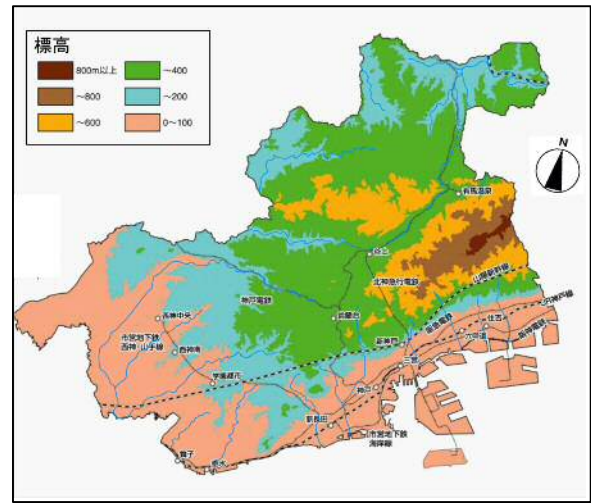 標高
800m以上
～400
～800
～200
～600
0～100
N
有馬温泉
谷上
北神急行電鉄
山陽新幹線
神戸電鉄
鈴蘭台
JR神戸線
西神中央
市営地下鉄
西神・山手線
西神南
新神戸
阪急電鉄
住吉
六甲道
阪神電鉄
学園都市
三宮
神戸
新長田
市営地下鉄
海岸線
舞子
垂水